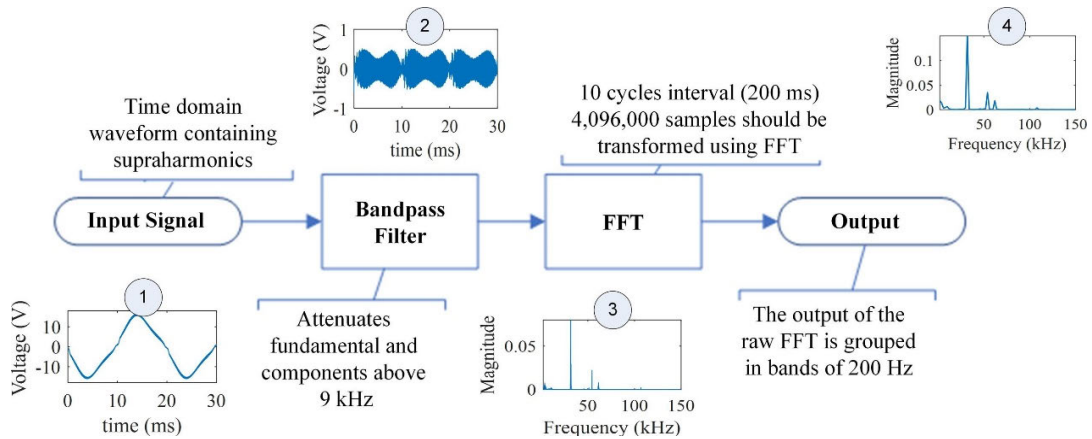 2
1
0
-1
Voltage (V)
0 10 20 30
time (ms)
4
0.1
0.05
0
Magnitude
50 100 150
Frequency (kHz)
Time domain
waveform containing
supraharmonics
10 cycles interval (200 ms)
4,096,000 samples should be
transformed using FFT
Input Signal
Bandpass
Filter
FFT
Output
1
10
0
-10
Voltage (V)
0 10 20 30
time (ms)
Attenuates
fundamental and
components above
9 kHz
3
0.05
0
Magnitude
50 100 150
Frequency (kHz)
The output of the
raw FFT is grouped
in bands of 200 Hz